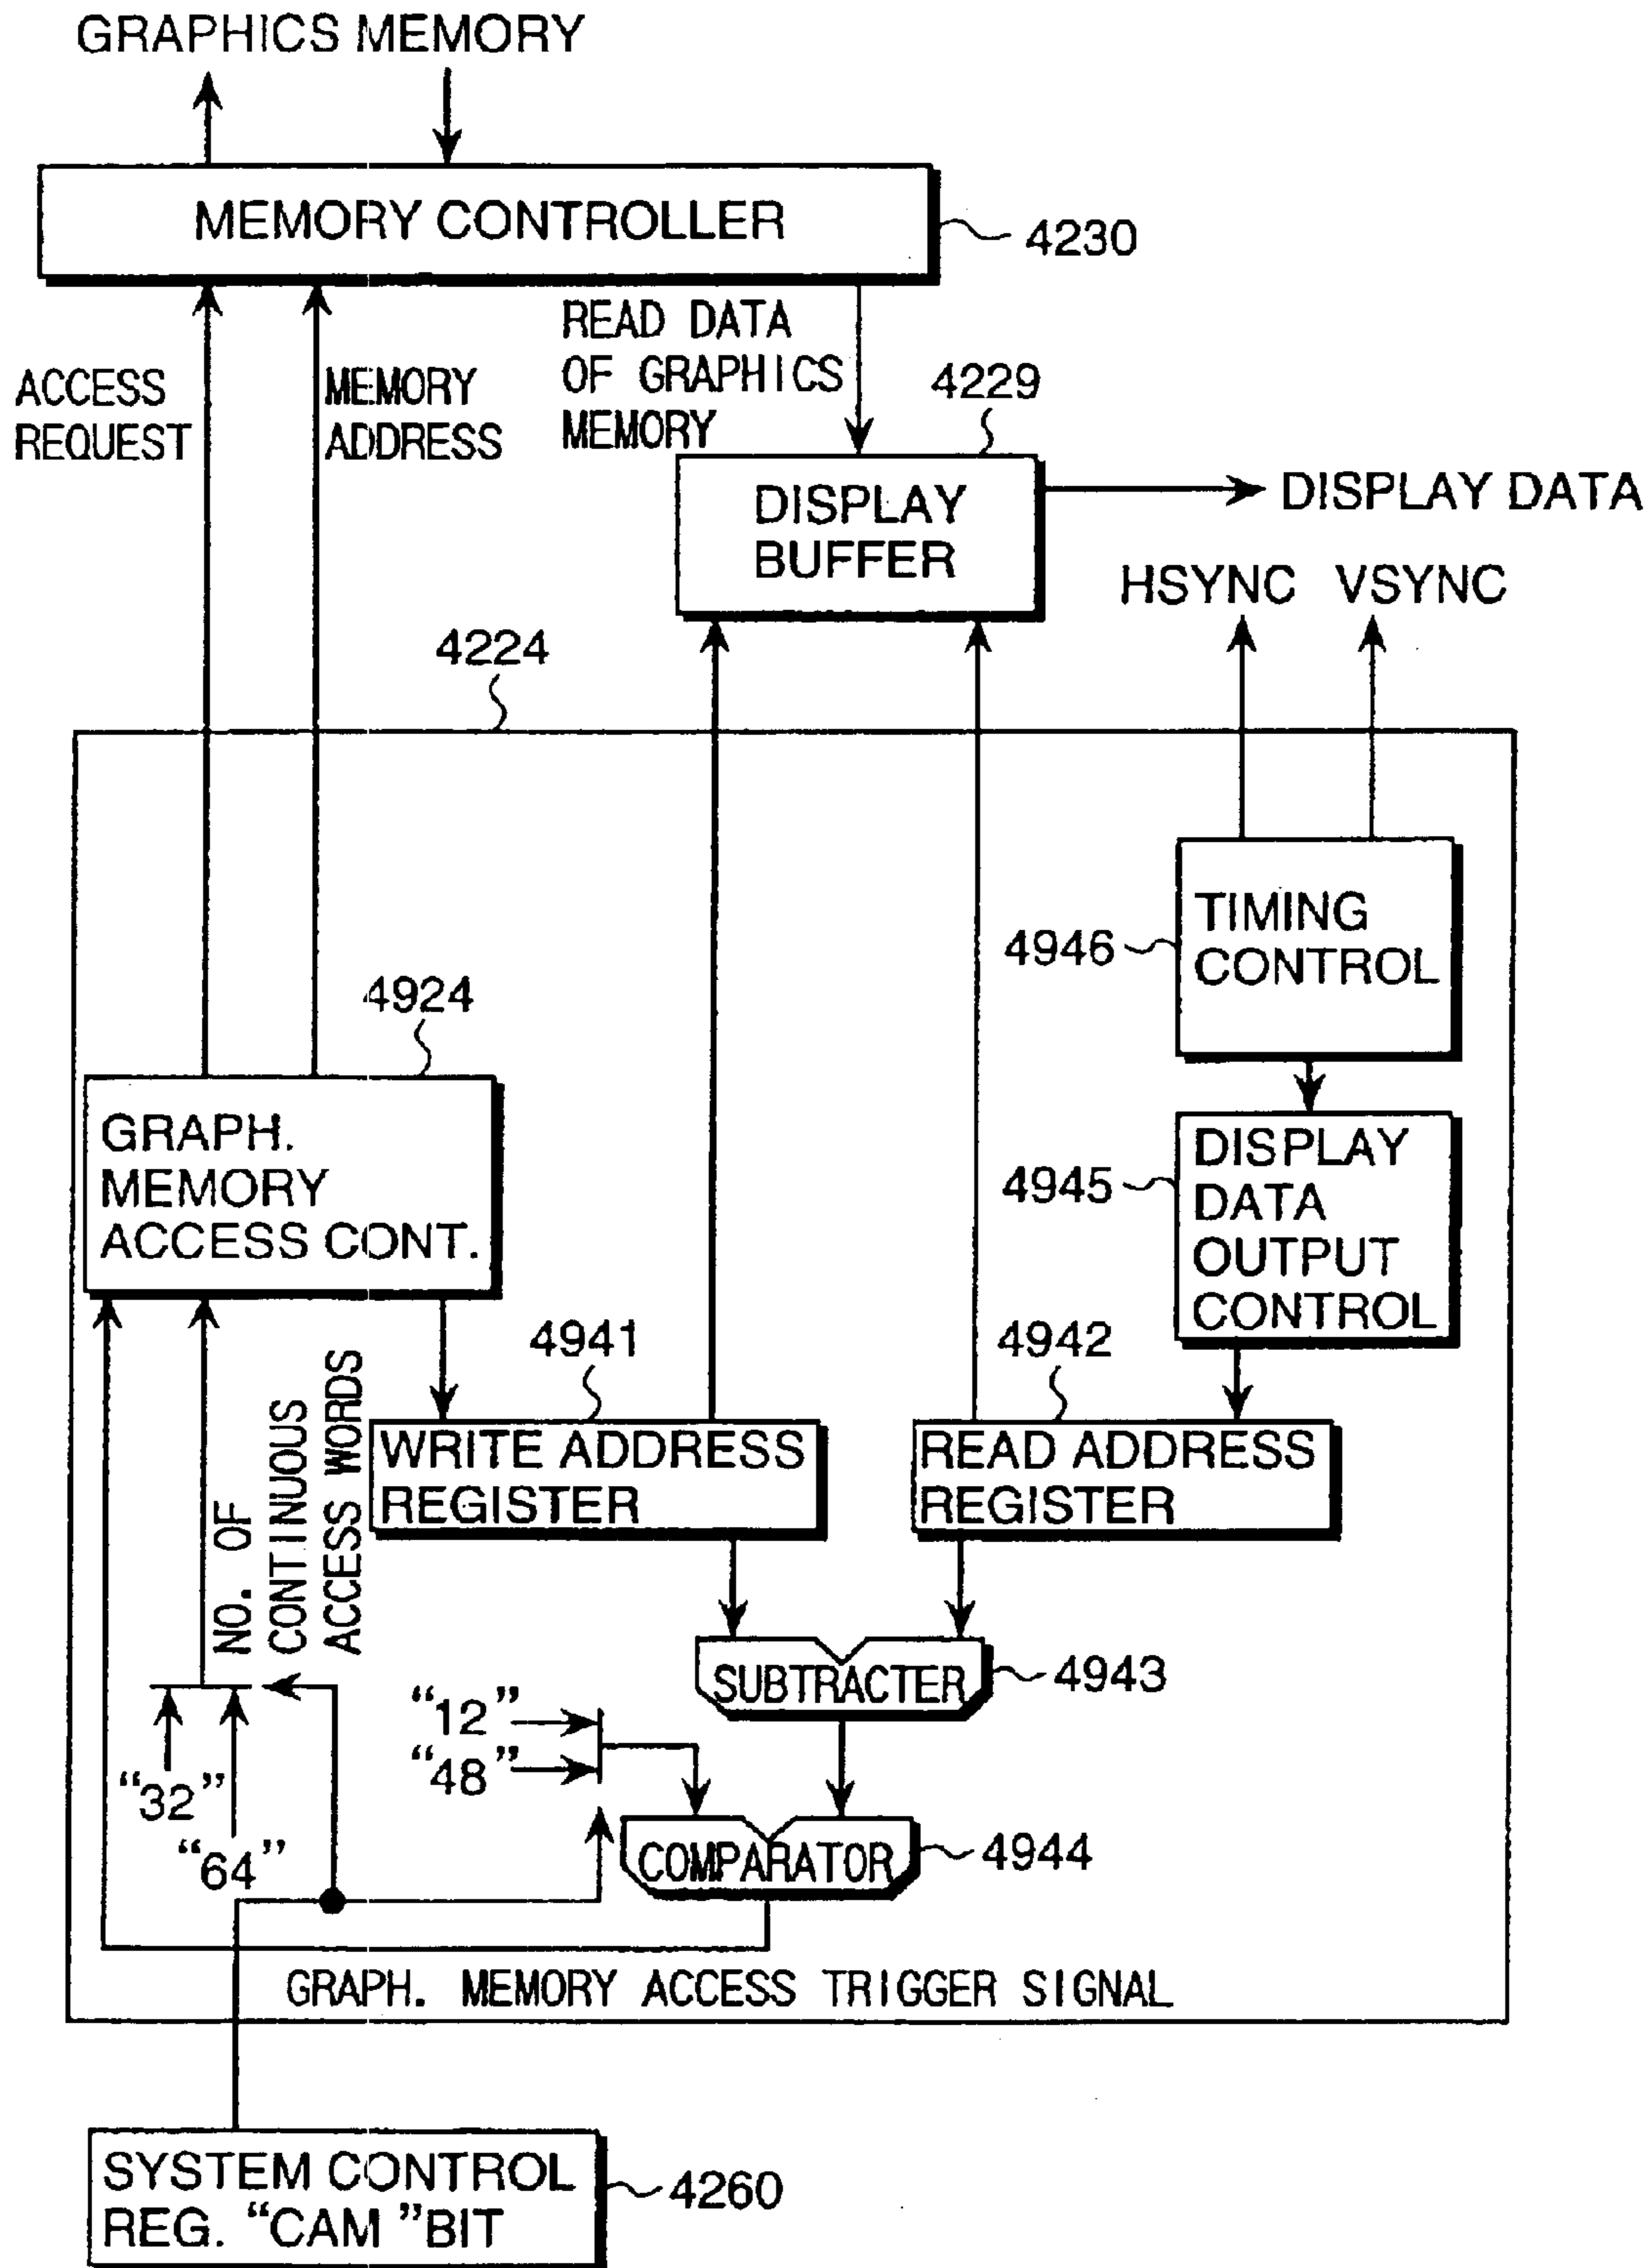 GRAPHICS MEMORY
MEMORY CONTROLLER
4230
ACCESS
REQUEST
MEMORY
ADDRESS
READ DATA
OF GRAPHICS
MEMORY
4229
DISPLAY
BUFFER
DISPLAY DATA
HSYNC
VSYNC
4224
4946
TIMING
CONTROL
4924
GRAPH.
MEMORY
ACCESS CONT.
4945
DISPLAY
DATA
OUTPUT
CONTROL
NO. OF
CONTINUOUS
ACCESS WORDS
4941
WRITE ADDRESS
REGISTER
4942
READ ADDRESS
REGISTER
SUBTRACTER
4943
"12"
"48"
"32"
"64"
COMPARATOR
4944
GRAPH. MEMORY ACCESS TRIGGER SIGNAL
SYSTEM CONTROL
REG. "CAM "BIT
4260